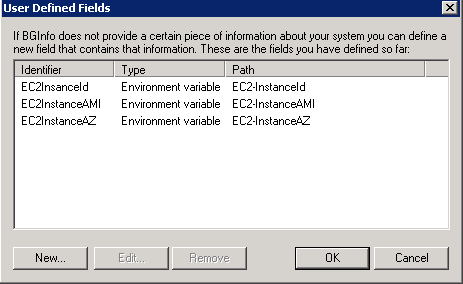 User Defined Fields
If BGInfo does not provide a certain piece of information about your system you can define a
new field that contains that information. These are the fields you have defined so far:
Identifier Type Path
EC2InsanceId Environment variable EC2-InstanceId
EC2InstanceAMI Environment variable EC2-InstanceAMI
EC2InstanceAZ Environment variable EC2-InstanceAZ
New... Edit... Remove OK Cancel